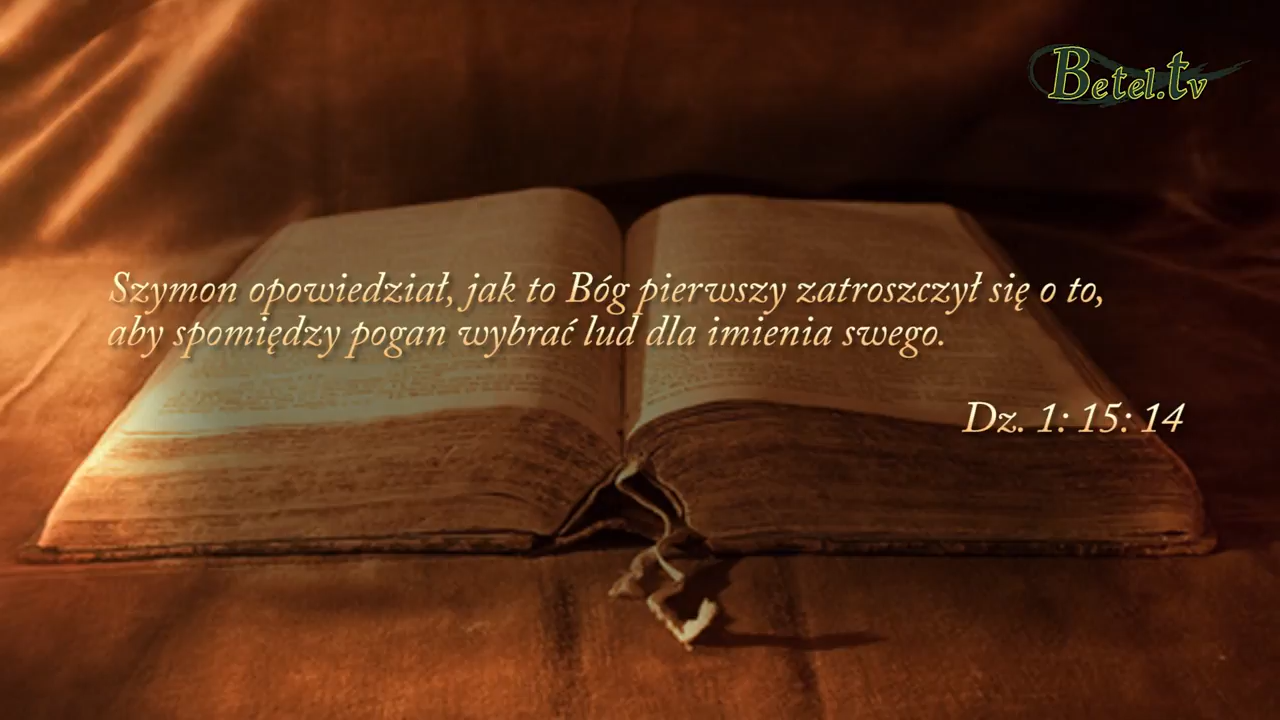 Betel.tv
Szymon opowiedział, jak to Bóg pierwszy zatroszczył się o to,
aby spomiędzy pogan wybrać lud dla imienia swego.
Dz. 1: 15: 14